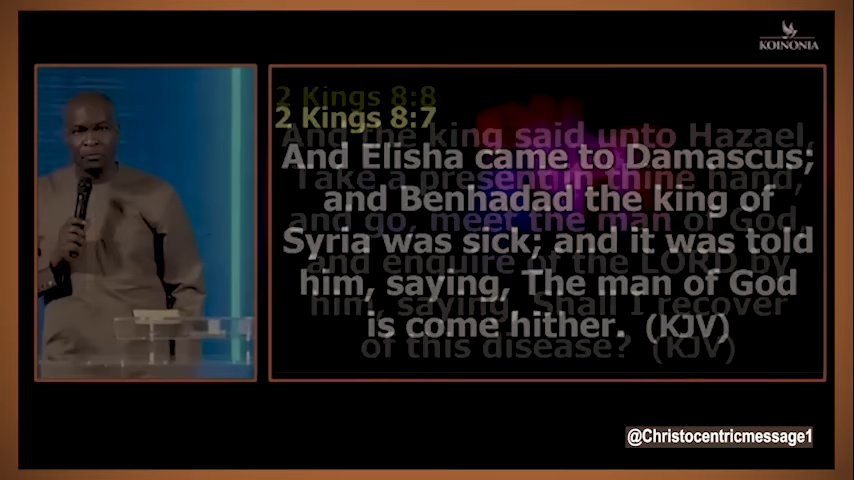 KOINONIA
2 Kings 8:8
2 Kings 8:7
And the king said unto Hazael,
And Elisha came to Damascus;
Take a present in thine hand,
and Benhadad the king of
and go, meet the man of God,
Syria was sick; and it was told
and enquire of the LORD by
him, saying, The man of God
him, saying, Shall I recover
is come hither. (KJV)
of this disease? (KJV)
@Christocentricmessage1